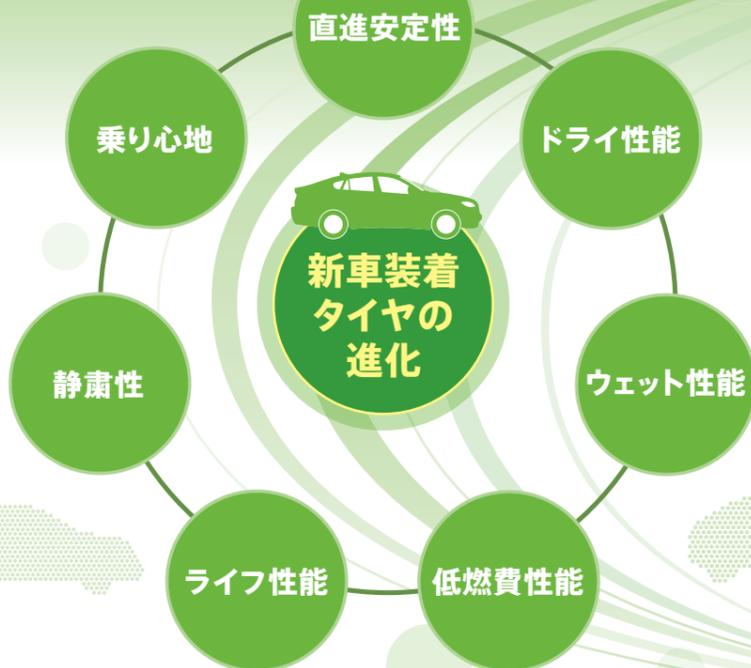 直進安定性
乗り心地
ドライ性能
新車装着
タイヤの
進化
静粛性
ウェット性能
ライフ性能
低燃費性能